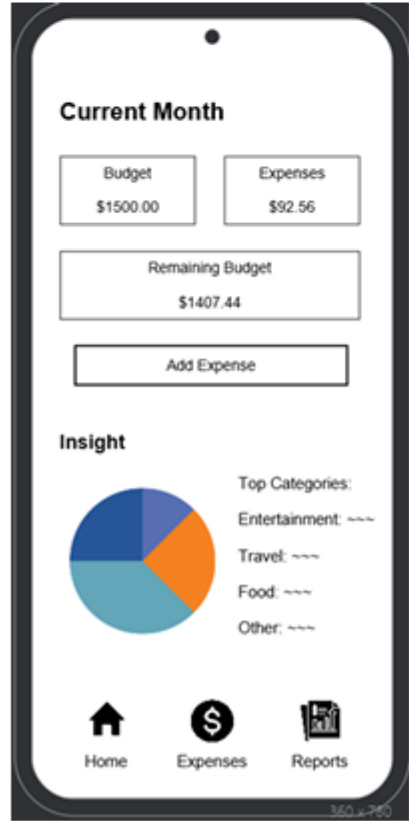 Current Month
Budget
$1500.00
Expenses
$92.56
Remaining Budget
$1407.44
Add Expense
Insight
Top Categories:
Entertainment: ~~~
Travel: ~~~
Food: ~~~
Other: ~~~
Home
Expenses
Reports
360 x 780